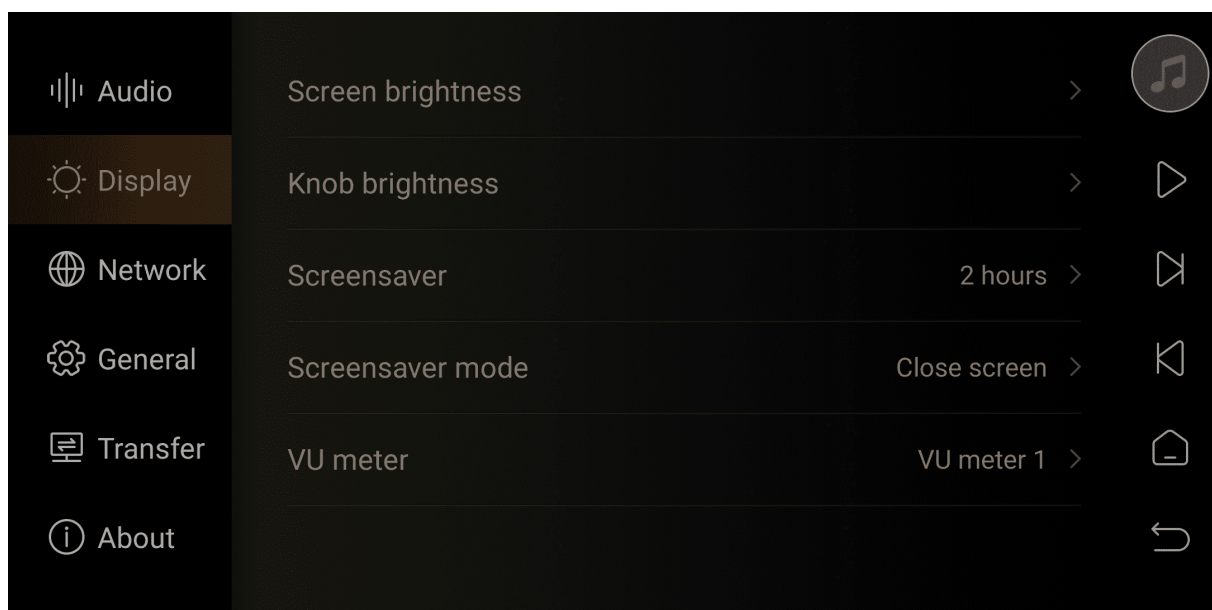 Audio
Display
Network
General
Transfer
About
Screen brightness
Knob brightness
Screensaver 2 hours
Screensaver mode Close screen
VU meter VU meter 1